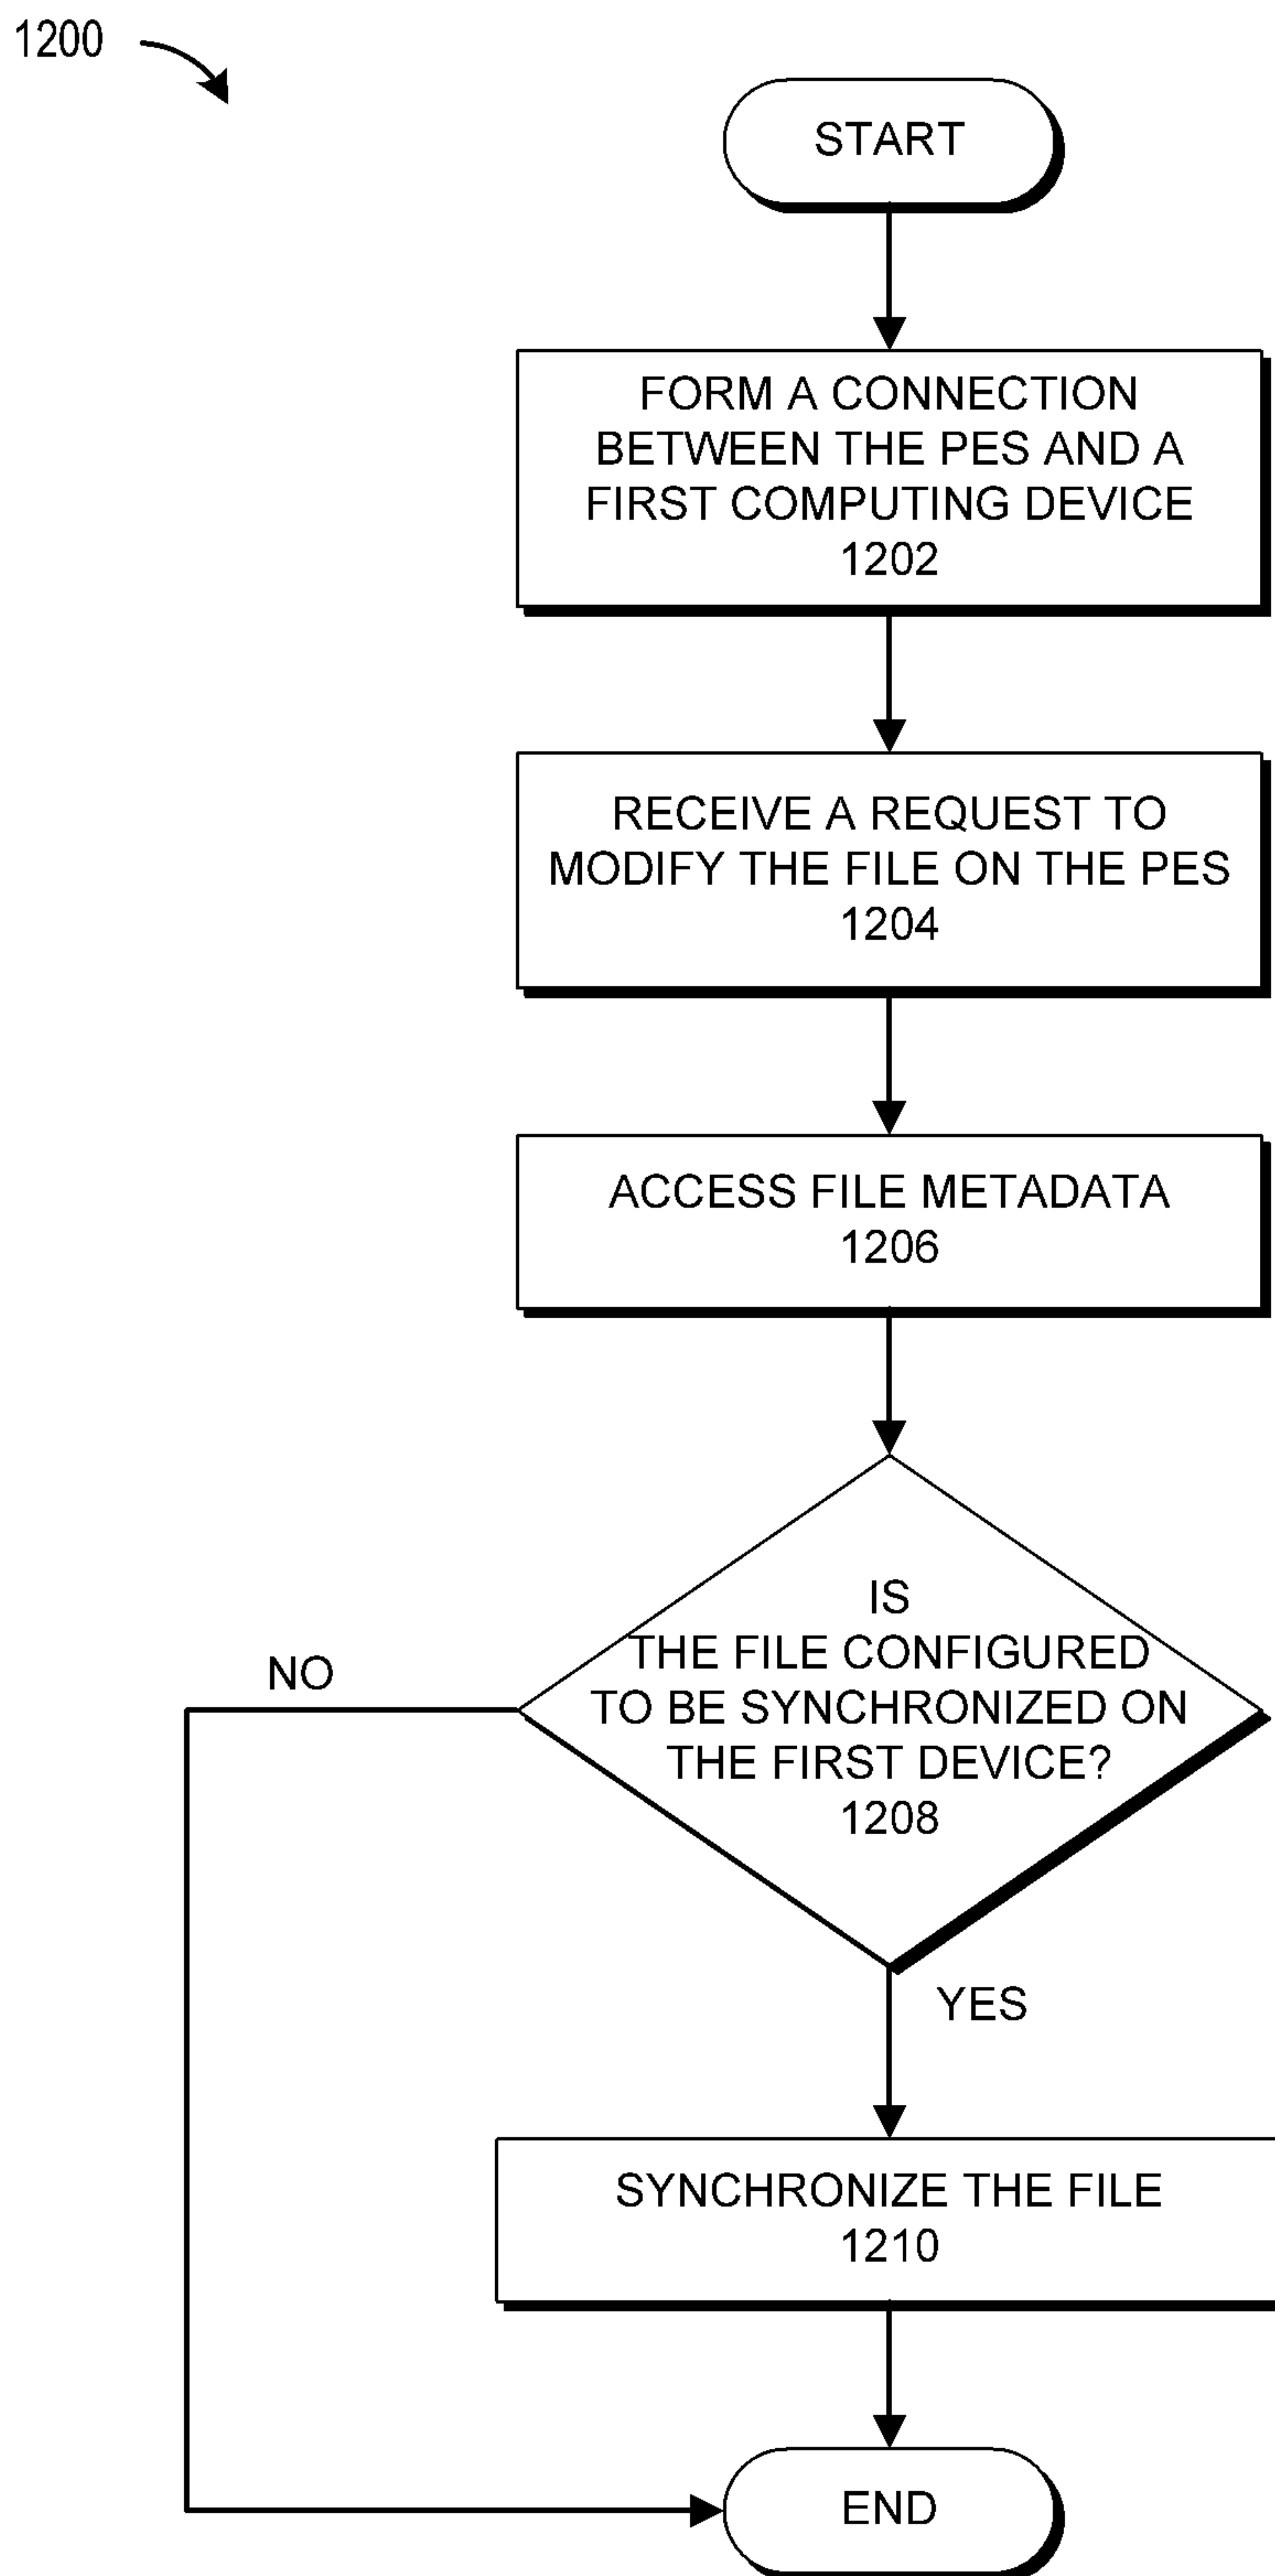 1200
START
FORM A CONNECTION
BETWEEN THE PES AND A
FIRST COMPUTING DEVICE
1202
RECEIVE A REQUEST TO
MODIFY THE FILE ON THE PES
1204
ACCESS FILE METADATA
1206
IS
THE FILE CONFIGURED
TO BE SYNCHRONIZED ON
THE FIRST DEVICE?
1208
NO
YES
SYNCHRONIZE THE FILE
1210
END